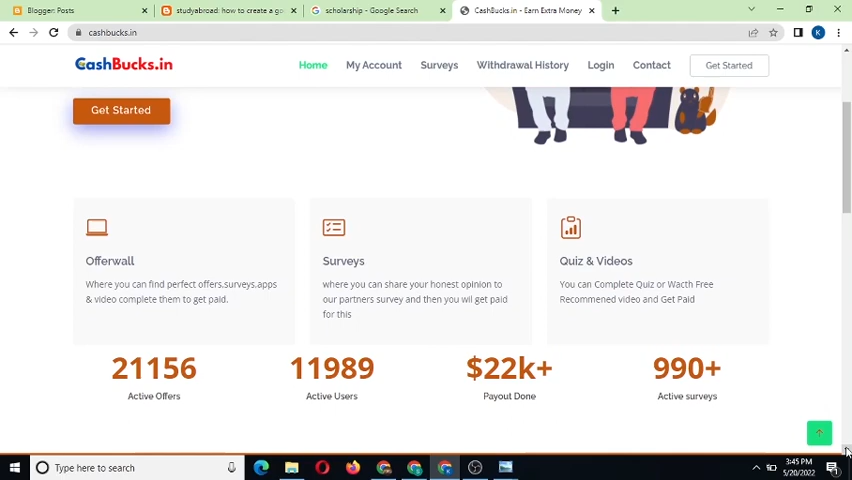 Blogger: Posts
studyabroad: how to create a go
scholarship - Google Search
CashBucks.in - Earn Extra Money
cashbucks.in
K
CashBucks.in
Home
My Account
Surveys
Withdrawal History
Login
Contact
Get Started
Get Started
Offerwall
Where you can find perfect offers,surveys,apps
& video complete them to get paid.
Surveys
where you can share your honest opinion to
our partners survey and then you wil get paid
for this
Quiz & Videos
You can Complete Quiz or Wacth Free
Recommened video and Get Paid
21156
Active Offers
11989
Active Users
$22k+
Payout Done
990+
Active surveys
Type here to search
3:45 PM
5/20/2022